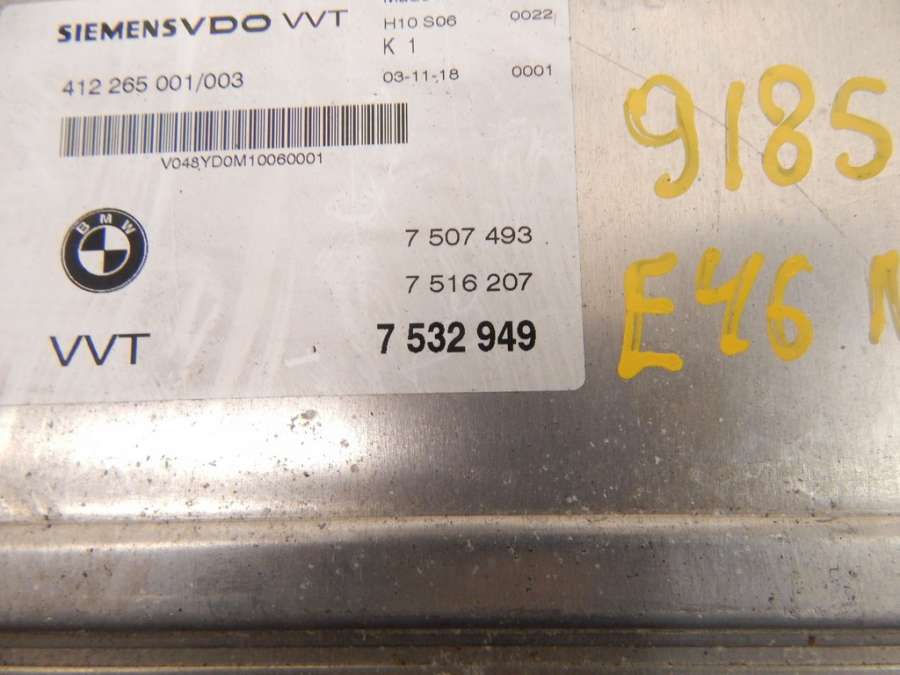 SIEMENSVDO VVT
H10 S06 0022
K 1
412 265 001/003
03-11-18 0001
V048YD0M10060001
BMW
7 507 493
7 516 207
VVT 7 532 949
9185
E46